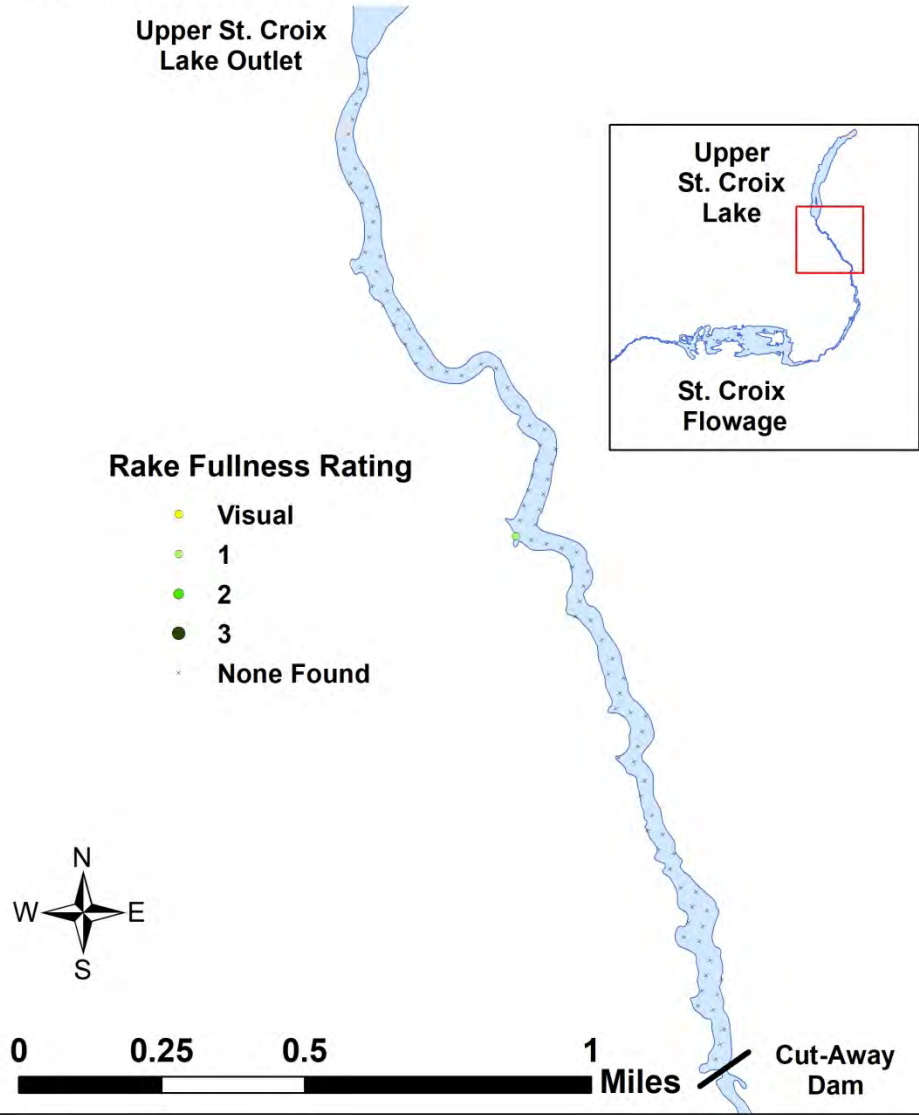 Upper St. Croix
Lake Outlet
Upper
St. Croix
Lake
St. Croix
Flowage
Rake Fullness Rating
Visual
1
2
3
None Found
N
W E
S
0 0.25 0.5 1
Miles
Cut-Away
Dam